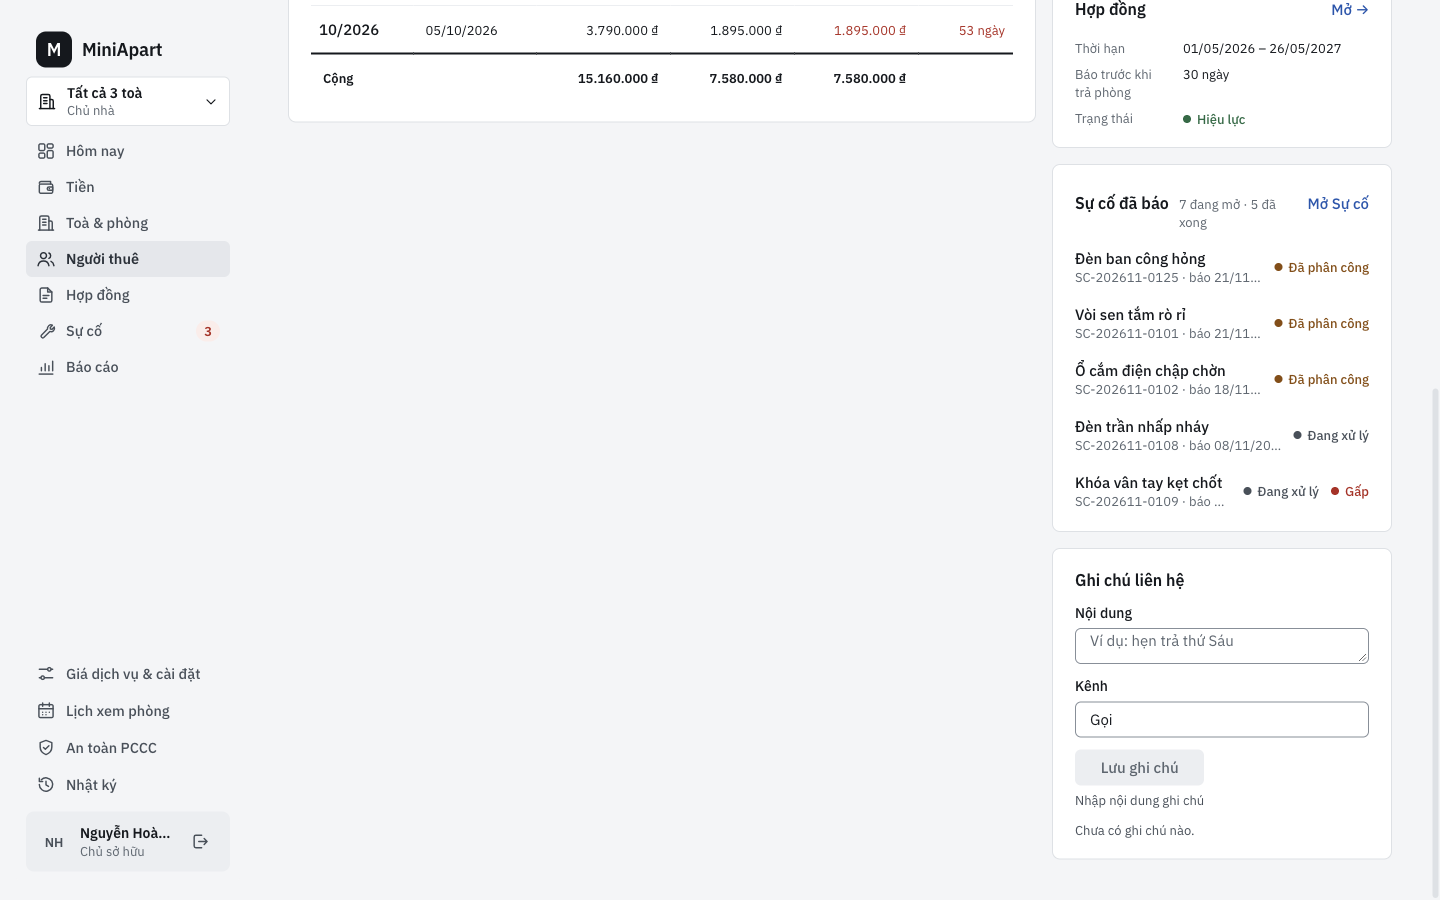 M MiniApart
Tất cả 3 toà
Chủ nhà
Hôm nay
Tiền
Toà & phòng
Người thuê
Hợp đồng
Sự cố 3
Báo cáo
Giá dịch vụ & cài đặt
Lịch xem phòng
An toàn PCCC
Nhật ký
NH Nguyễn Hoà...
Chủ sở hữu
10/2026 05/10/2026 3.790.000 ₫ 1.895.000 ₫ 1.895.000 ₫ 53 ngày
Cộng 15.160.000 ₫ 7.580.000 ₫ 7.580.000 ₫
Hợp đồng Mở →
Thời hạn 01/05/2026 – 26/05/2027
Báo trước khi 30 ngày
trả phòng
Trạng thái Hiệu lực
Sự cố đã báo 7 đang mở · 5 đã Mở Sự cố
xong
Đèn ban công hỏng
SC-202611-0125 · báo 21/11... Đã phân công
Vòi sen tắm rò rỉ
SC-202611-0101 · báo 21/11... Đã phân công
Ổ cắm điện chập chờn
SC-202611-0102 · báo 18/11... Đã phân công
Đèn trần nhấp nháy
SC-202611-0108 · báo 08/11/20... Đang xử lý
Khóa vân tay kẹt chốt
SC-202611-0109 · báo ... Đang xử lý Gấp
Ghi chú liên hệ
Nội dung
Ví dụ: hẹn trả thứ Sáu
Kênh
Gọi
Lưu ghi chú
Nhập nội dung ghi chú
Chưa có ghi chú nào.